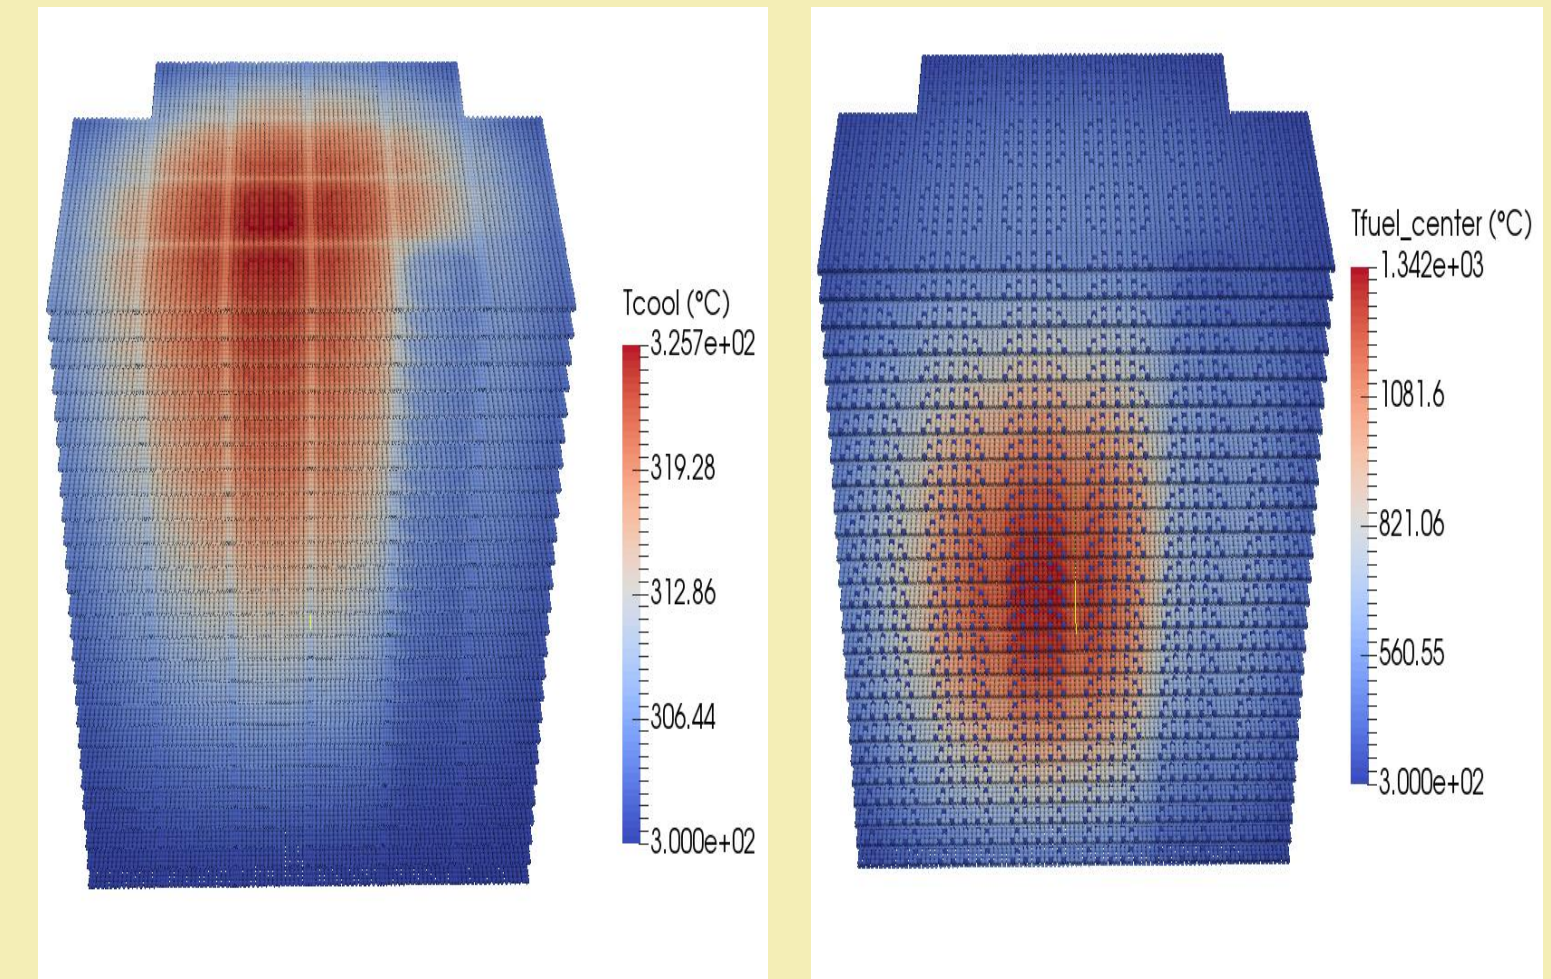 Tcool (°C)
3.257e+02
319.28
312.86
306.44
3.000e+02
Tfuel_center (°C)
1.342e+03
1081.6
821.06
560.55
3.000e+02